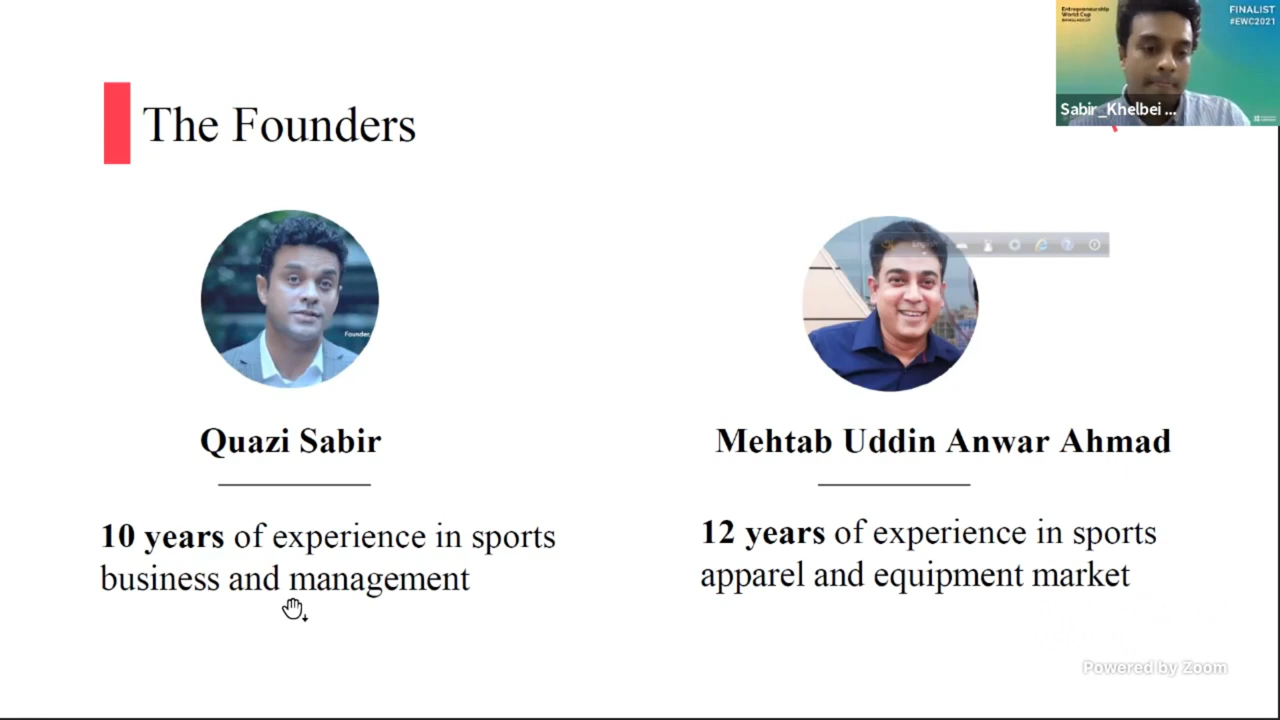 Entrepreneurship
World Cup
BANGLADESH
FINALIST
#EWC2021
Sabir_Khelbei ...
The Founders
Founder
Quazi Sabir
Mehtab Uddin Anwar Ahmad
10 years of experience in sports
business and management
12 years of experience in sports
apparel and equipment market
Powered by Zoom